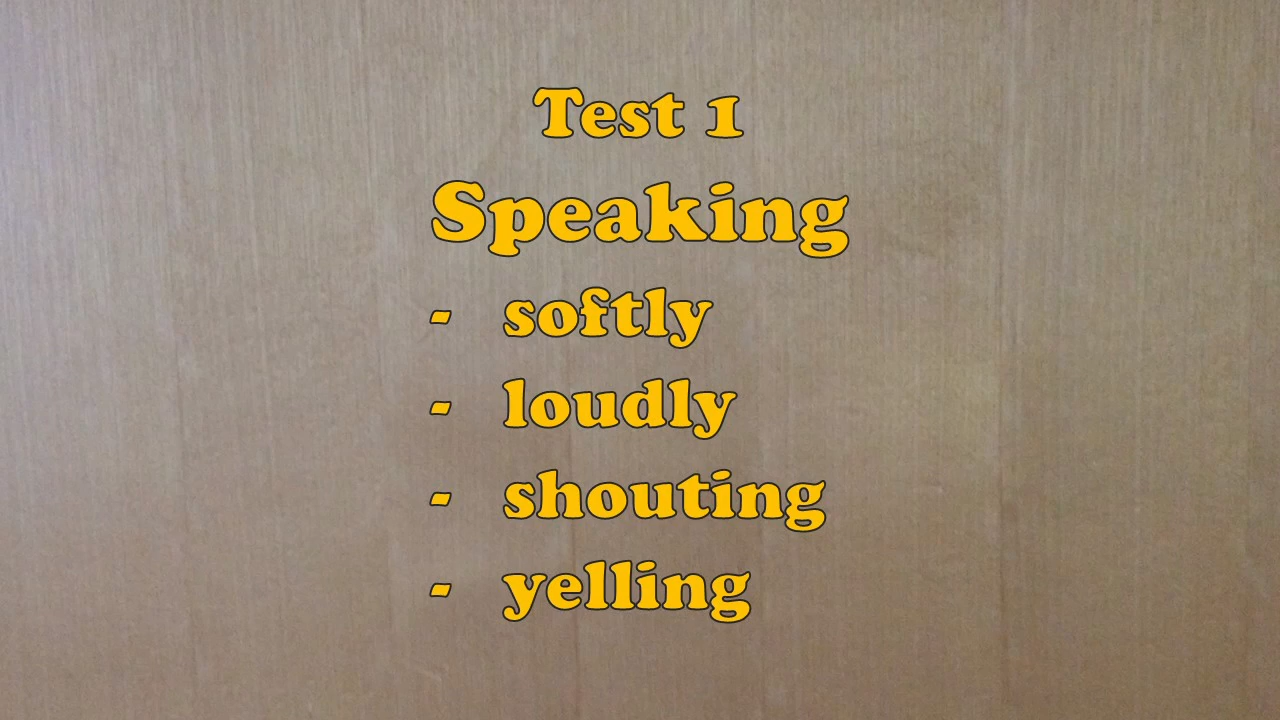 Test 1
Speaking
- softly
- loudly
- shouting
- yelling